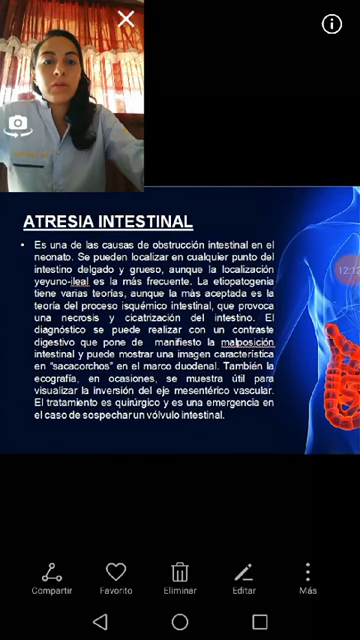 ATRESIA INTESTINAL
• Es una de las causas de obstrucción intestinal en el
neonato. Se pueden localizar en cualquier punto del
intestino delgado y grueso, aunque la localización
yeyuno-ileal es la más frecuente. La etiopatogenia
tiene varias teorías, aunque la màs aceptada es la
teoría del proceso isquémico intestinal, que provoca
una necrosis y cicatrización del intestino. El
diagnóstico se puede realizar con un contraste
digestivo que pone de manifiesto la malposición
intestinal y puede mostrar una imagen característica
en "sacacorchos" en el marco duodenal. También la
ecografía, en ocasiones, se muestra útil para
visualizar la inversión del eje mesentérico vascular.
El tratamiento es quirúrgico y es una emergencia en
el caso de sospechar un vólvulo intestinal.
12:12
Compartir
Favorito
Eliminar
Editar
Más